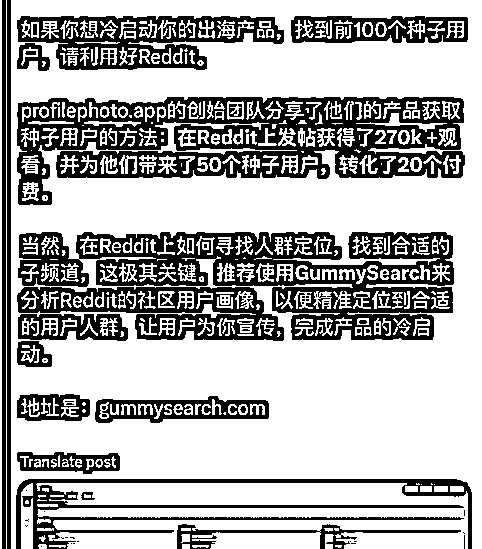 如果你想冷启动你的出海产品，找到前100个种子用
户，请利用好Reddit。
profilephoto.app的创始团队分享了他们的产品获取
种子用户的方法：在Reddit上发帖获得了270k+观
看，并为他们带来了50个种子用户，转化了20个付
费。
当然，在Reddit上如何寻找人群定位，找到合适的
子频道，这极其关键。推荐使用GummySearch来
分析Reddit的社区用户画像，以便精准定位到合适
的用户人群，让用户为你宣传，完成产品的冷启
动。
地址是：gummysearch.com
Translate post